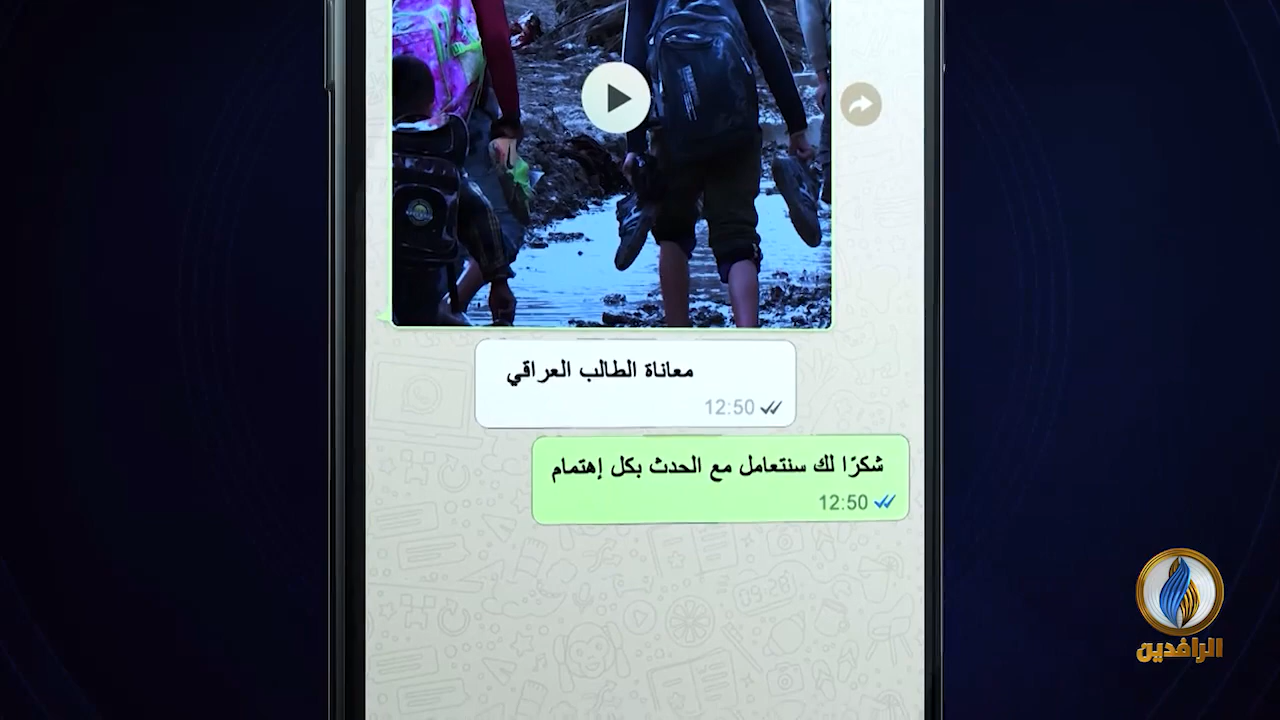 معاناة الطالب العراقي
12:50
شكرًا لك سنتعامل مع الحدث بكل إهتمام
12:50
الرافدين